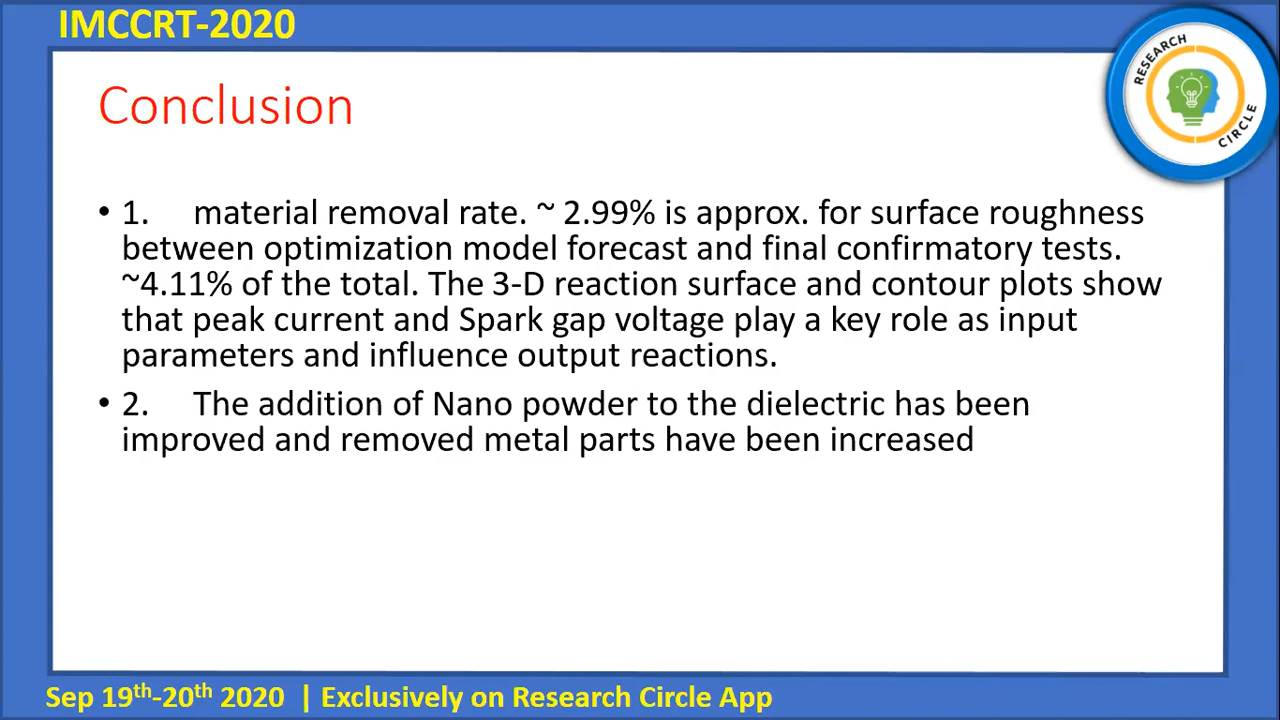 IMCCRT-2020
RESEARCH
CIRCLE
Conclusion
• 1. material removal rate. ~ 2.99% is approx. for surface roughness
between optimization model forecast and final confirmatory tests.
~4.11% of the total. The 3-D reaction surface and contour plots show
that peak current and Spark gap voltage play a key role as input
parameters and influence output reactions.
• 2. The addition of Nano powder to the dielectric has been
improved and removed metal parts have been increased
Sep 19th-20th 2020 | Exclusively on Research Circle App